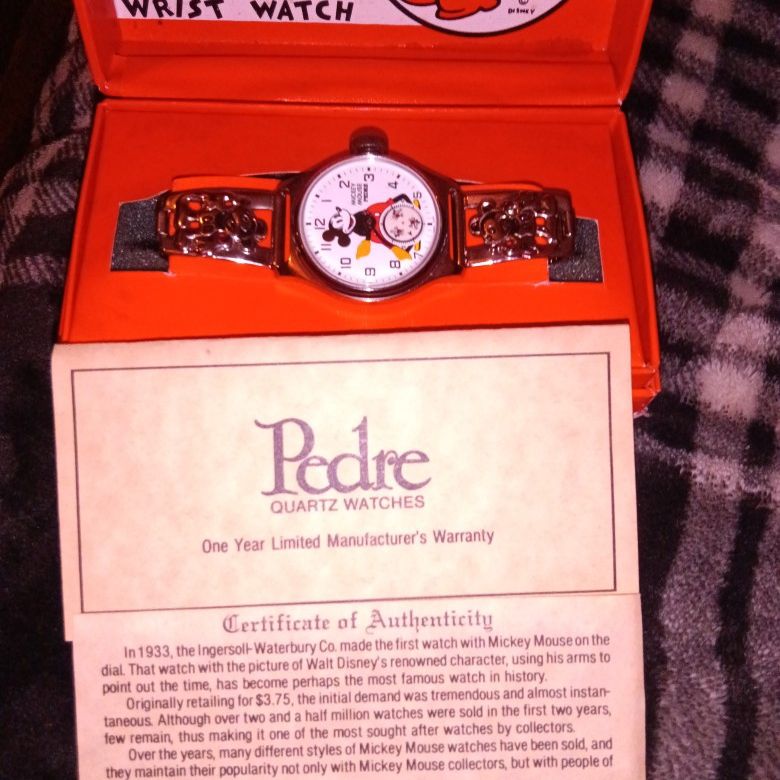 WRIST WATCH
© DISNEY
12
2
3
4
5
7
8
9
10
11
MICKEY
MOUSE
PEDRE
Pedre
QUARTZ WATCHES
One Year Limited Manufacturer's Warranty
Certificate of Authenticity
In 1933, the Ingersoll-Waterbury Co. made the first watch with Mickey Mouse on the
dial. That watch with the picture of Walt Disney's renowned character, using his arms to
point out the time, has become perhaps the most famous watch in history.
Originally retailing for $3.75, the initial demand was tremendous and almost instan-
taneous. Although over two and a half million watches were sold in the first two years,
few remain, thus making it one of the most sought after watches by collectors.
Over the years, many different styles of Mickey Mouse watches have been sold, and
they maintain their popularity not only with Mickey Mouse collectors, but with people of